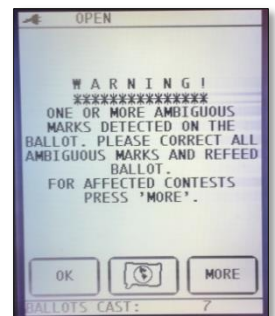 OPEN
WARNING!
****************
ONE OR MORE AMBIGUOUS
MARKS DETECTED ON THE
BALLOT. PLEASE CORRECT ALL
AMBIGUOUS MARKS AND REFEED
BALLOT.
FOR AFFECTED CONTESTS
PRESS 'MORE'.
OK
MORE
BALLOTS CAST: 7